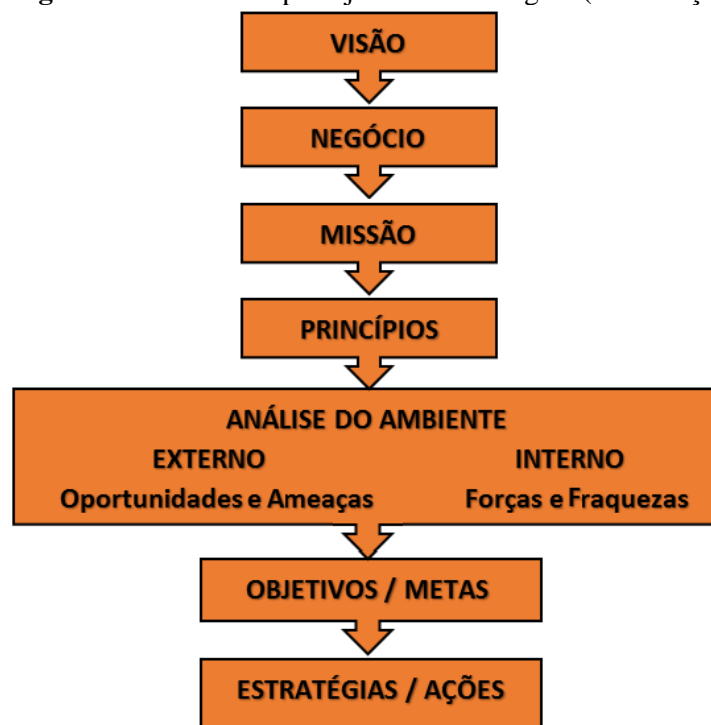 VISÃO
NEGÓCIO
MISSÃO
PRINCÍPIOS
ANÁLISE DO AMBIENTE
EXTERNO INTERNO
Oportunidades e Ameaças Forças e Fraquezas
OBJETIVOS / METAS
ESTRATÉGIAS / AÇÕES